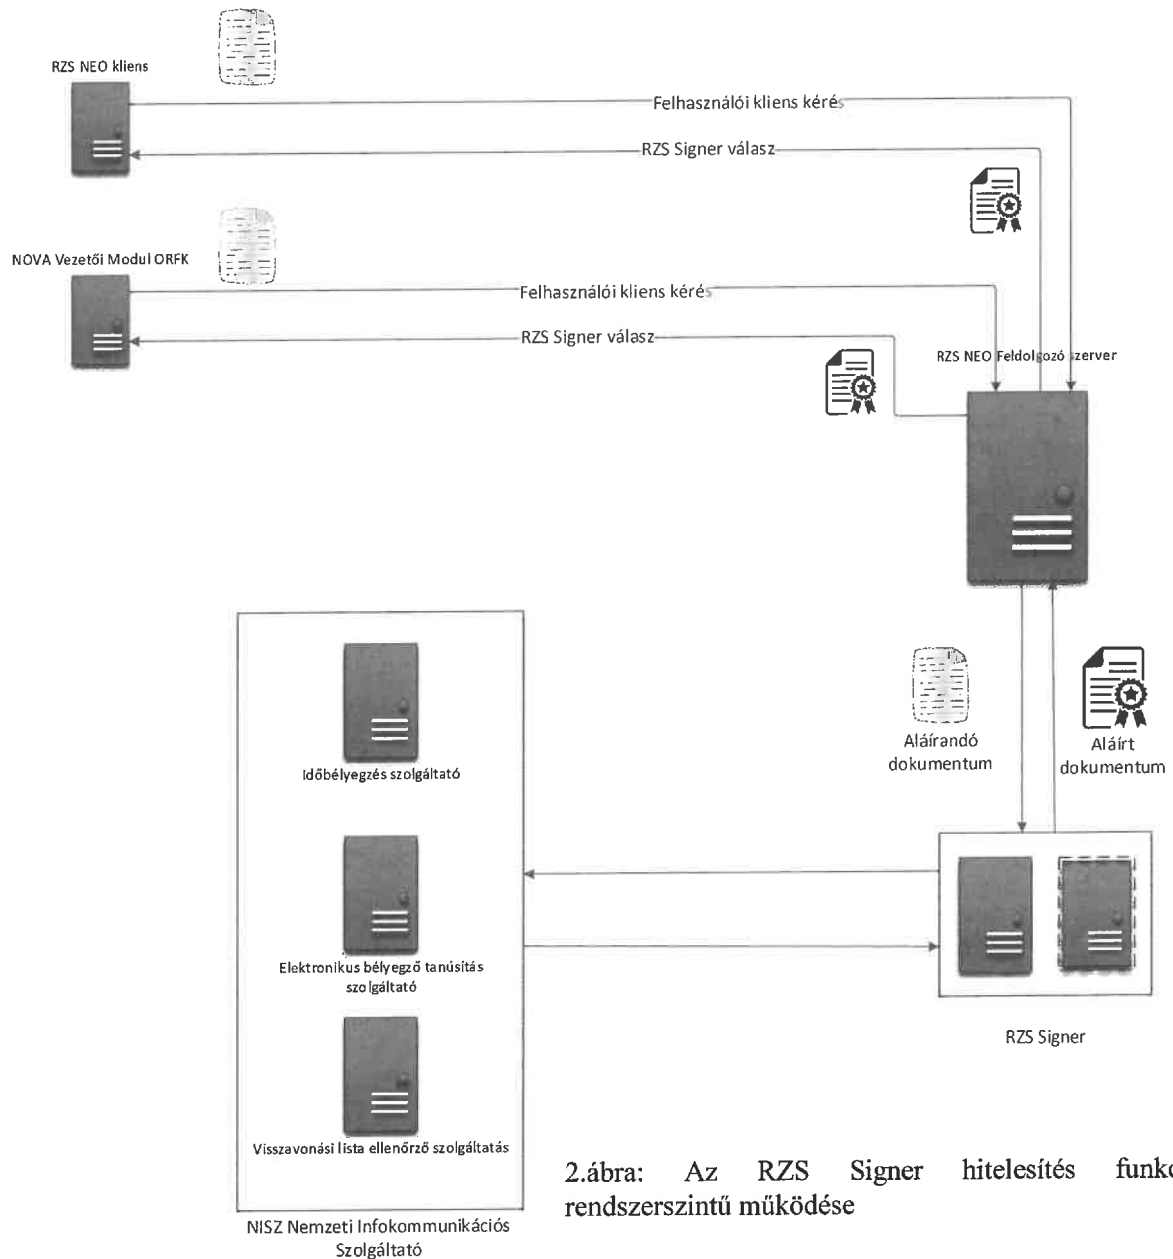 RZS NEO kliens
Felhasználói kliens kérés
RZS Signer válasz
NOVA Vezetői Modul ORFK
Felhasználói kliens kérés
RZS Signer válasz
RZS NEO Feldolgozó szerver
Aláírandó
dokumentum
Aláírt
dokumentum
Időbélyegzés szolgáltató
Elektronikus bélyegző tanúsítás
szolgáltató
Visszavonási lista ellenőrző szolgáltatás
RZS Signer
NISZ Nemzeti Infokommunikációs
Szolgáltató
2.ábra: Az RZS Signer hitelesítés
rendszerszintű működése